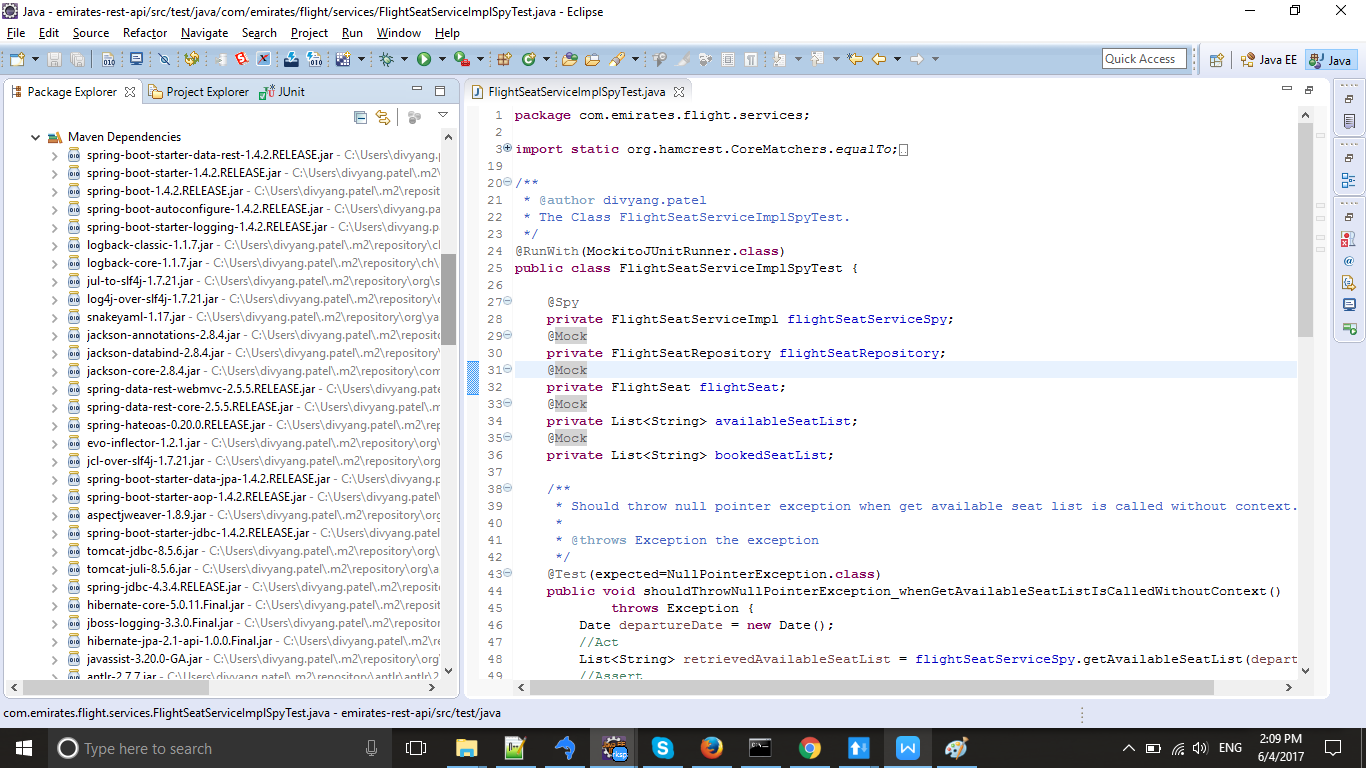 Java - emirates-rest-api/src/test/java/com/emirates/flight/services/FlightSeatServiceImplSpyTest.java - Eclipse
File Edit Source Refactor Navigate Search Project Run Window Help
Quick Access
Java EE
Java
Package Explorer
Project Explorer
JUnit
Maven Dependencies
spring-boot-starter-data-rest-1.4.2.RELEASE.jar - C:\Users\divyang.
spring-boot-starter-1.4.2.RELEASE.jar - C:\Users\divyang.patel\.m2\
spring-boot-1.4.2.RELEASE.jar - C:\Users\divyang.patel\.m2\reposit
spring-boot-autoconfigure-1.4.2.RELEASE.jar - C:\Users\divyang.pat
spring-boot-starter-logging-1.4.2.RELEASE.jar - C:\Users\divyang.pa
logback-classic-1.1.7.jar - C:\Users\divyang.patel\.m2\repository\cl
logback-core-1.1.7.jar - C:\Users\divyang.patel\.m2\repository\ch\
jul-to-slf4j-1.7.21.jar - C:\Users\divyang.patel\.m2\repository\org\s
log4j-over-slf4j-1.7.21.jar - C:\Users\divyang.patel\.m2\repository\
snakeyaml-1.17.jar - C:\Users\divyang.patel\.m2\repository\org\ya
jackson-annotations-2.8.4.jar - C:\Users\divyang.patel\.m2\reposito
jackson-databind-2.8.4.jar - C:\Users\divyang.patel\.m2\repository\
jackson-core-2.8.4.jar - C:\Users\divyang.patel\.m2\repository\com
spring-data-rest-webmvc-2.5.5.RELEASE.jar - C:\Users\divyang.pate
spring-data-rest-core-2.5.5.RELEASE.jar - C:\Users\divyang.patel\.m
spring-hateoas-0.20.0.RELEASE.jar - C:\Users\divyang.patel\.m2\rep
evo-inflector-1.2.1.jar - C:\Users\divyang.patel\.m2\repository\org\
jcl-over-slf4j-1.7.21.jar - C:\Users\divyang.patel\.m2\repository\org
spring-boot-starter-data-jpa-1.4.2.RELEASE.jar - C:\Users\divyang.p
spring-boot-starter-aop-1.4.2.RELEASE.jar - C:\Users\divyang.patel\
aspectjweaver-1.8.9.jar - C:\Users\divyang.patel\.m2\repository\org
spring-boot-starter-jdbc-1.4.2.RELEASE.jar - C:\Users\divyang.patel
tomcat-jdbc-8.5.6.jar - C:\Users\divyang.patel\.m2\repository\org\
tomcat-juli-8.5.6.jar - C:\Users\divyang.patel\.m2\repository\org\a
spring-jdbc-4.3.4.RELEASE.jar - C:\Users\divyang.patel\.m2\reposit
hibernate-core-5.0.11.Final.jar - C:\Users\divyang.patel\.m2\reposit
jboss-logging-3.3.0.Final.jar - C:\Users\divyang.patel\.m2\reposito
hibernate-jpa-2.1-api-1.0.0.Final.jar - C:\Users\divyang.patel\.m2\r
javassist-3.20.0-GA.jar - C:\Users\divyang.patel\.m2\repository\org
antlr-2.7.7.jar - C:\Users\divyang.patel\.m2\repository\antlr\antlr\2
FlightSeatServiceImplSpyTest.java
1 package com.emirates.flight.services;
2
3 import static org.hamcrest.CoreMatchers.equalTo;
19
20 /**
21 * @author divyang.patel
22 * The Class FlightSeatServiceImplSpyTest.
23 */
24 @RunWith(MockitoJUnitRunner.class)
25 public class FlightSeatServiceImplSpyTest {
26
27 @Spy
28 private FlightSeatServiceImpl flightSeatServiceSpy;
29 @Mock
30 private FlightSeatRepository flightSeatRepository;
31 @Mock
32 private FlightSeat flightSeat;
33 @Mock
34 private List<String> availableSeatList;
35 @Mock
36 private List<String> bookedSeatList;
37
38 /**
39 * Should throw null pointer exception when get available seat list is called without context.
40 *
41 * @throws Exception the exception
42 */
43 @Test(expected=NullPointerException.class)
44 public void shouldThrowNullPointerException_whenGetAvailableSeatListIsCalledWithoutContext()
45 throws Exception {
46 Date departureDate = new Date();
47 //Act
48 List<String> retrievedAvailableSeatList = flightSeatServiceSpy.getAvailableSeatList(depart
49 //Assert
com.emirates.flight.services.FlightSeatServiceImplSpyTest.java - emirates-rest-api/src/test/java
Type here to search
ENG
2:09 PM
6/4/2017